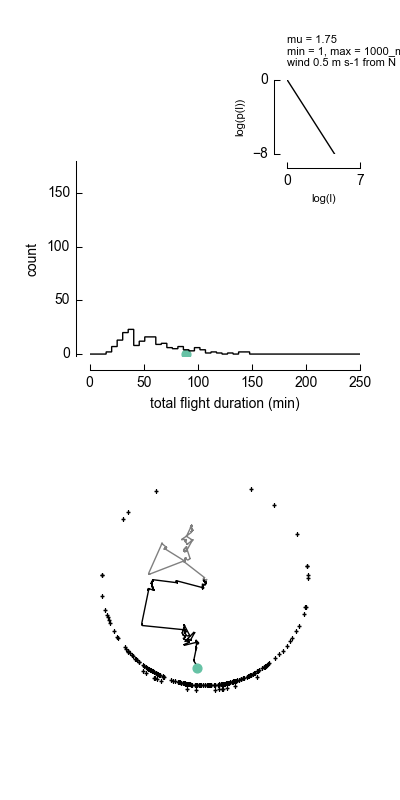 mu = 1.75
min = 1, max = 1000_m
wind 0.5 m s-1 from N
0
log(p(l))
−8
0
7
log(l)
150
100
50
0
count
0
50
100
150
200
250
total flight duration (min)